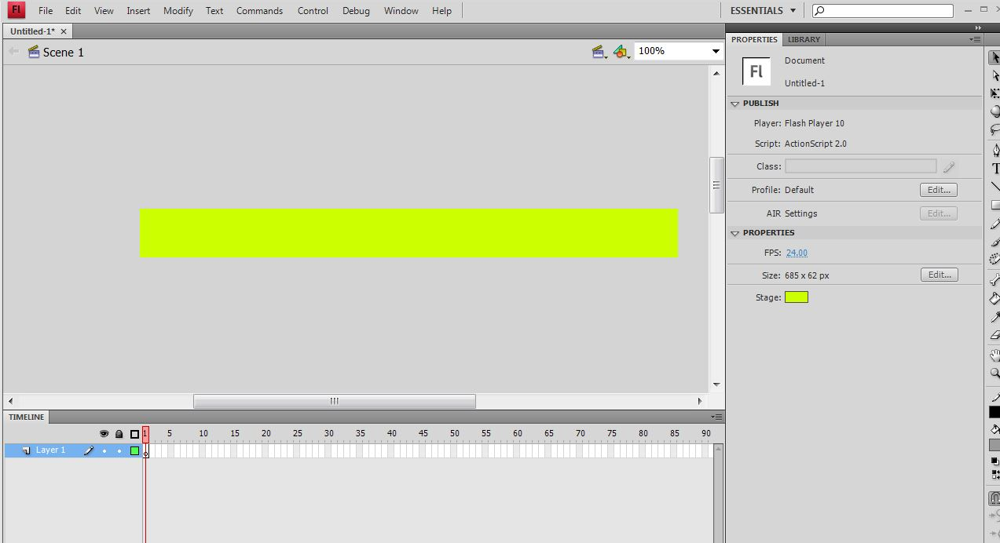 Fl File Edit View Insert Modify Text Commands Control Debug Window Help ESSENTIALS
Untitled-1*
Scene 1 100%
PROPERTIES LIBRARY
Fl
Document
Untitled-1
PUBLISH
Player: Flash Player 10
Script: ActionScript 2.0
Class:
Profile: Default Edit...
AIR Settings Edit...
PROPERTIES
FPS: 24.00
Size: 685 x 62 px Edit...
Stage:
T
TIMELINE
1 5 10 15 20 25 30 35 40 45 50 55 60 65 70 75 80 85 90
Layer 1